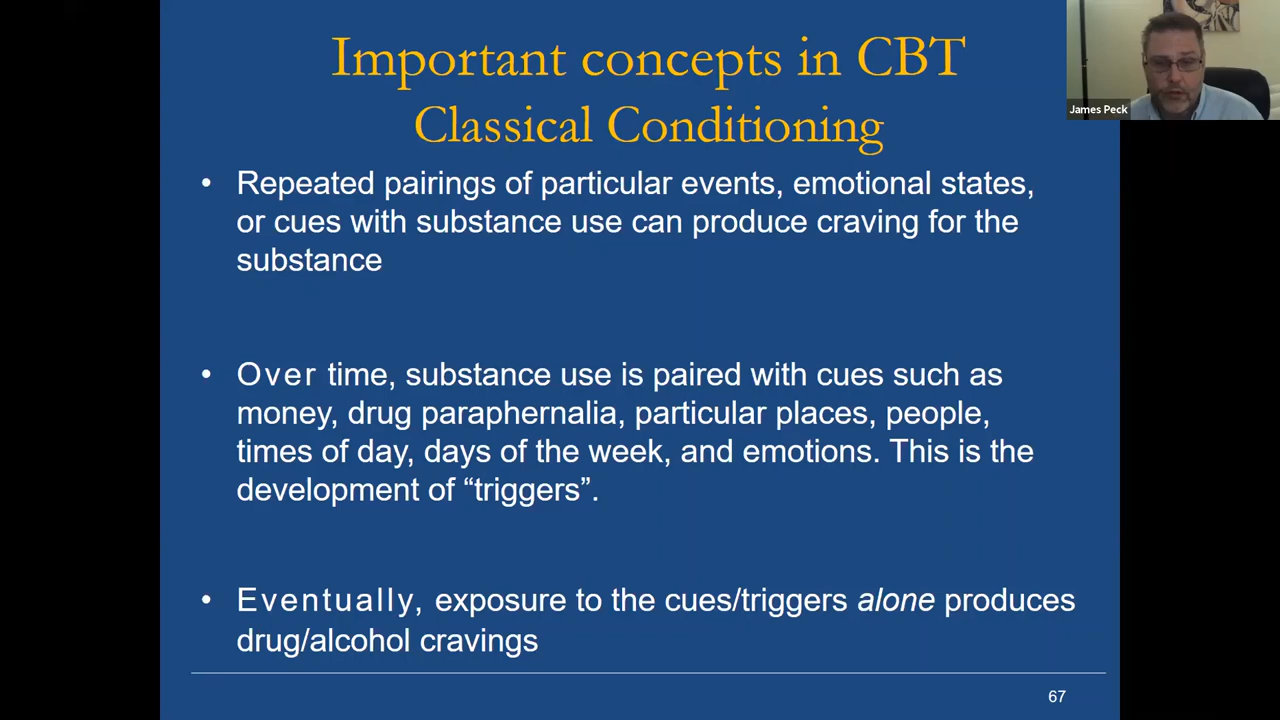 Important concepts in CBT
Classical Conditioning
James Peck
• Repeated pairings of particular events, emotional states,
or cues with substance use can produce craving for the
substance
• Over time, substance use is paired with cues such as
money, drug paraphernalia, particular places, people,
times of day, days of the week, and emotions. This is the
development of “triggers”.
• Eventually, exposure to the cues/triggers alone produces
drug/alcohol cravings
67